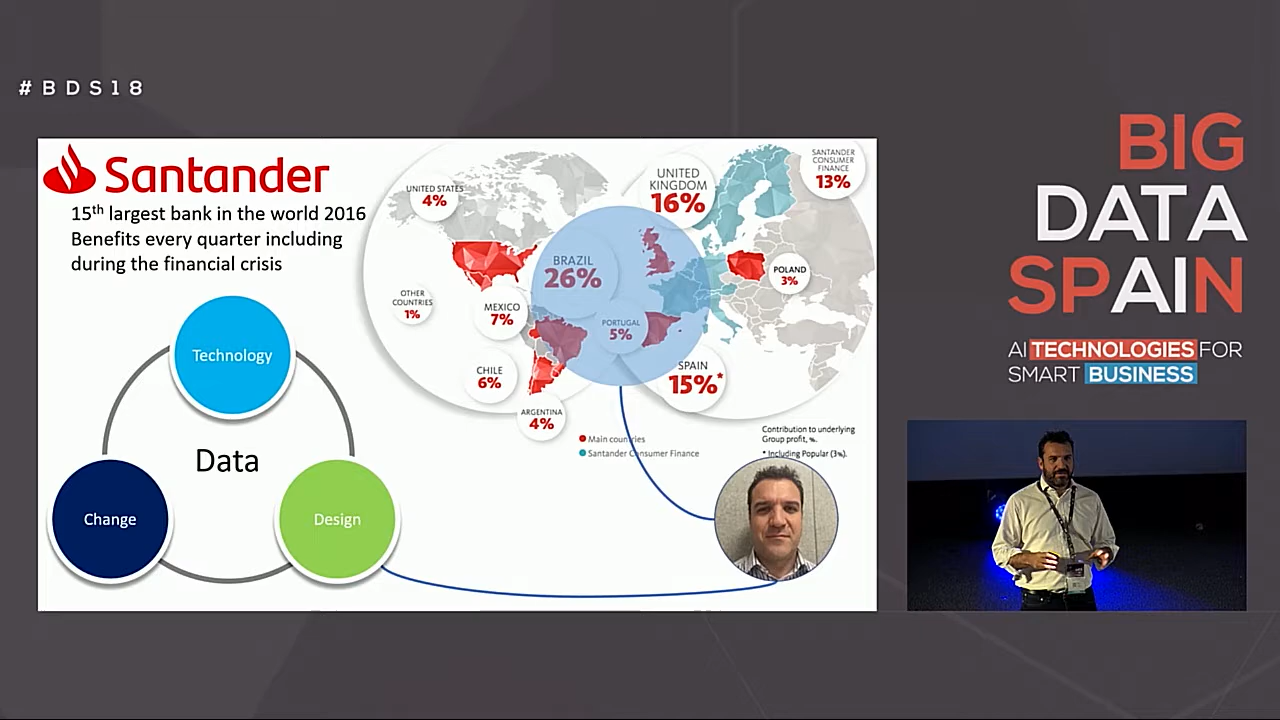 #BDS18
Santander
15th largest bank in the world 2016
Benefits every quarter including
during the financial crisis
Technology
Data
Change
Design
UNITED STATES
4%
UNITED
KINGDOM
16%
SANTANDER
CONSUMER
FINANCE
13%
BRAZIL
26%
POLAND
3%
OTHER
COUNTRIES
1%
MEXICO
7%
PORTUGAL
5%
CHILE
6%
SPAIN
15%*
ARGENTINA
4%
Main countries
Santander Consumer Finance
Contribution to underlying
Group profit, %.
* Including Popular (3%).
BIG
DATA
SPAIN
AI TECHNOLOGIES FOR
SMART BUSINESS